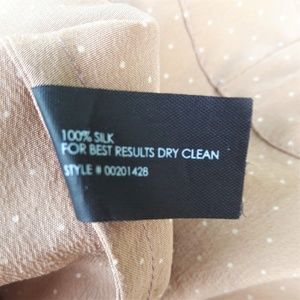 100% SILK
FOR BEST RESULTS DRY CLEAN
STYLE # 00201428